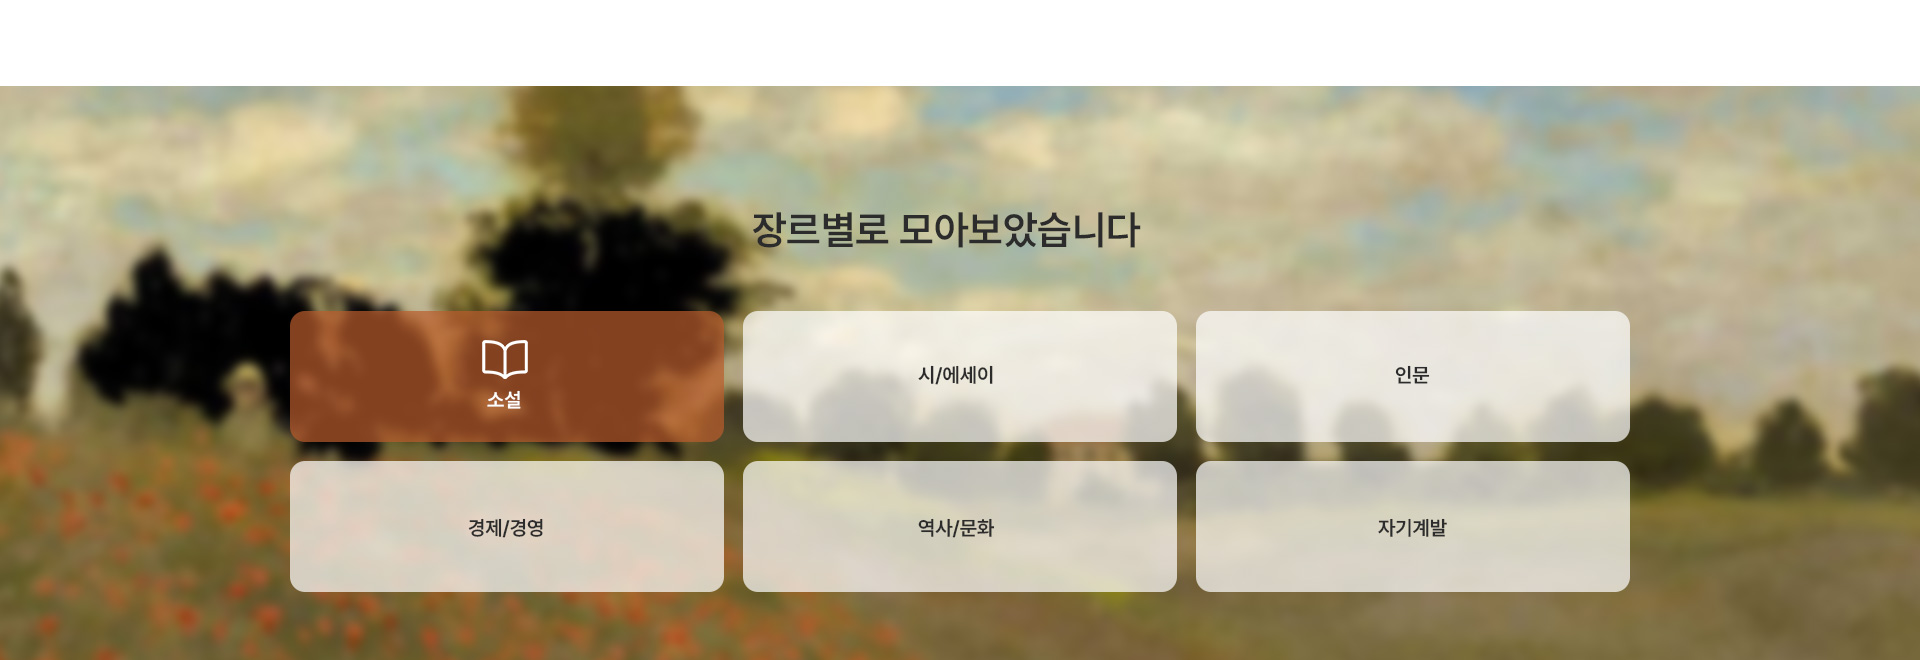 장르별로 모아보았습니다
소설
시/에세이
인문
경제/경영
역사/문화
자기계발